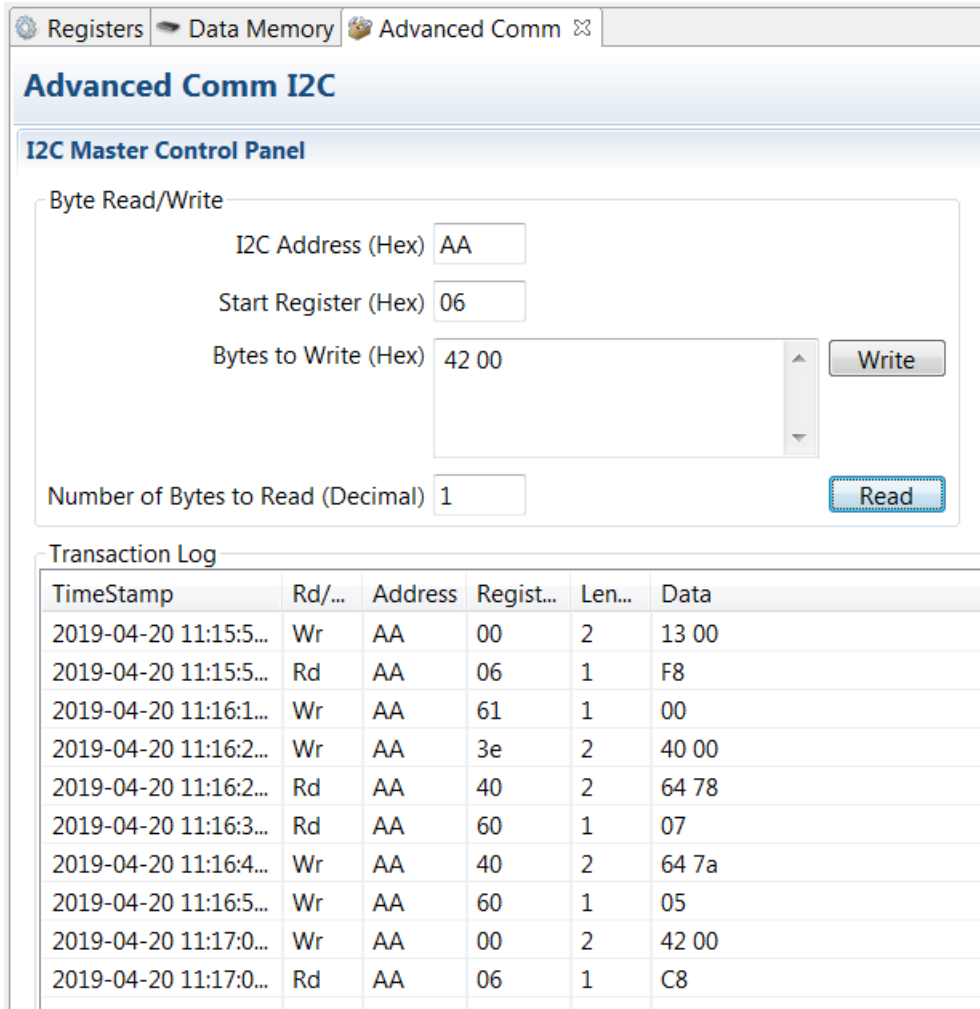 Registers Data Memory Advanced Comm
Advanced Comm I2C
I2C Master Control Panel
Byte Read/Write
I2C Address (Hex) AA
Start Register (Hex) 06
Bytes to Write (Hex) 42 00 Write
Number of Bytes to Read (Decimal) 1 Read
Transaction Log
TimeStamp Rd/... Address Regist... Len... Data
2019-04-20 11:15:5... Wr AA 00 2 13 00
2019-04-20 11:15:5... Rd AA 06 1 F8
2019-04-20 11:16:1... Wr AA 61 1 00
2019-04-20 11:16:2... Wr AA 3e 2 40 00
2019-04-20 11:16:2... Rd AA 40 2 64 78
2019-04-20 11:16:3... Rd AA 60 1 07
2019-04-20 11:16:4... Wr AA 40 2 64 7a
2019-04-20 11:16:5... Wr AA 60 1 05
2019-04-20 11:17:0... Wr AA 00 2 42 00
2019-04-20 11:17:0... Rd AA 06 1 C8